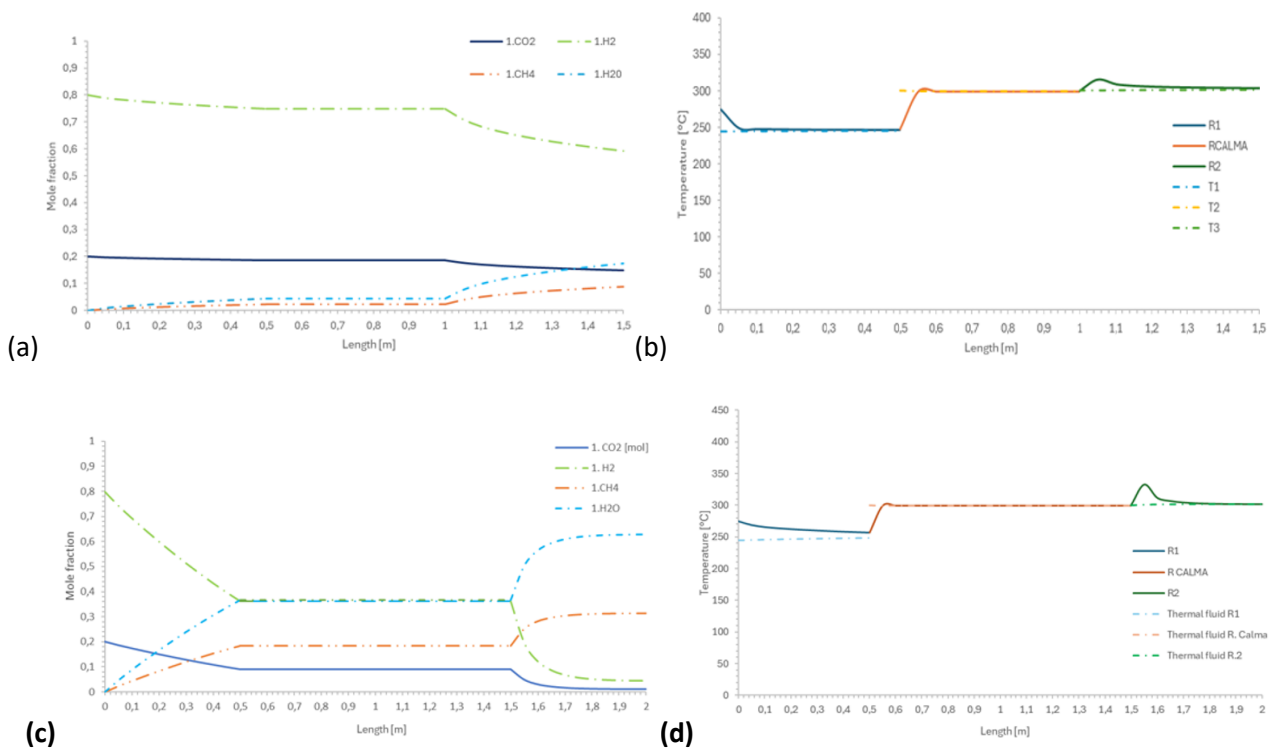 1
0,9
0,8
0,7
0,6
0,5
0,4
0,3
0,2
0,1
0
Mole fraction
1.CO2 1.H2
1.CH4 1.H20
0 0,1 0,2 0,3 0,4 0,5 0,6 0,7 0,8 0,9 1 1,1 1,2 1,3 1,4 1,5
Length [m]
(a)
400
350
300
250
200
150
100
50
0
Temperature [°C]
R1
RCALMA
R2
T1
T2
T3
0 0,1 0,2 0,3 0,4 0,5 0,6 0,7 0,8 0,9 1 1,1 1,2 1,3 1,4 1,5
Length [m]
(b)
1
0,9
0,8
0,7
0,6
0,5
0,4
0,3
0,2
0,1
0
Mole fraction
1. CO2 [mol]
1. H2
1.CH4
1.H2O
0 0,1 0,2 0,3 0,4 0,5 0,6 0,7 0,8 0,9 1 1,1 1,2 1,3 1,4 1,5 1,6 1,7 1,8 1,9 2
Length [m]
(c)
450
400
350
300
250
200
150
100
50
0
Temperature [°C]
R1
R CALMA
R2
Thermal fluid R1
Thermal fluid R. Calma
Thermal fluid R.2
0 0,1 0,2 0,3 0,4 0,5 0,6 0,7 0,8 0,9 1 1,1 1,2 1,3 1,4 1,5 1,6 1,7 1,8 1,9 2
Length [m]
(d)